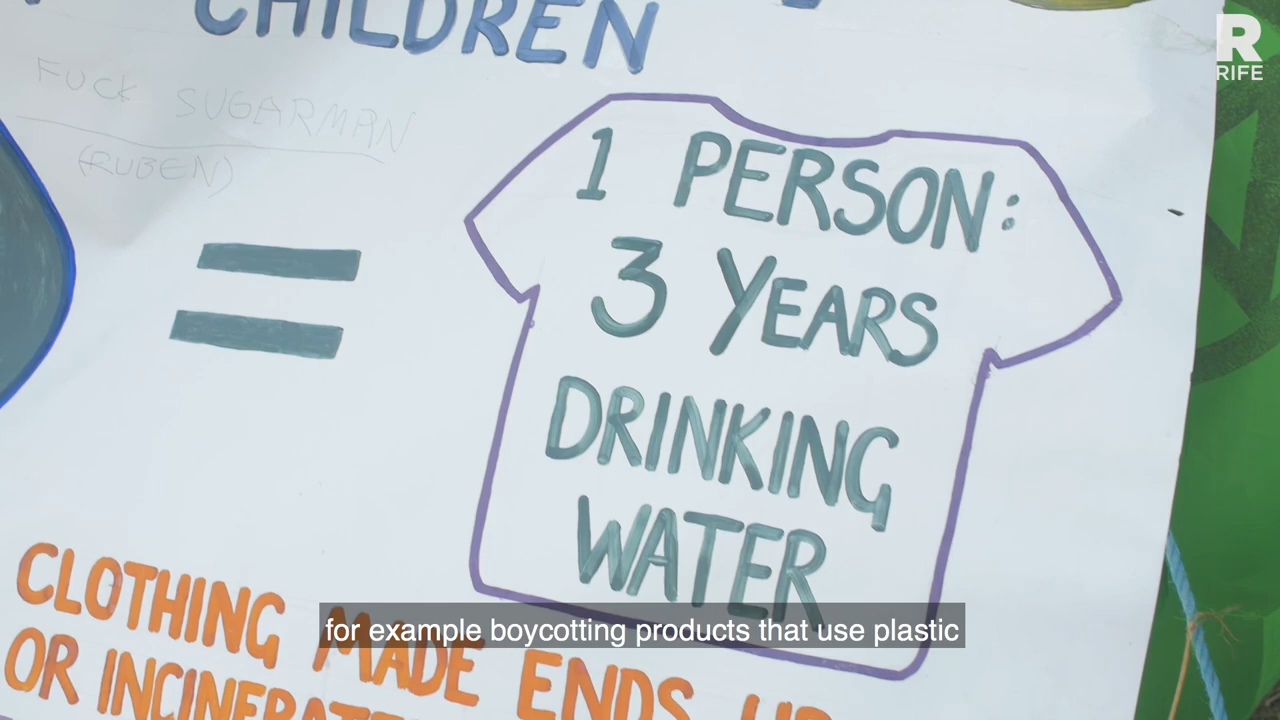 CHILDREN
R
RIFE
FUCK SUGARMAN
(RUBEN)
=
1 PERSON:
3 YEARS
DRINKING
WATER
for example boycotting products that use plastic
CLOTHING MADE ENDS
OR